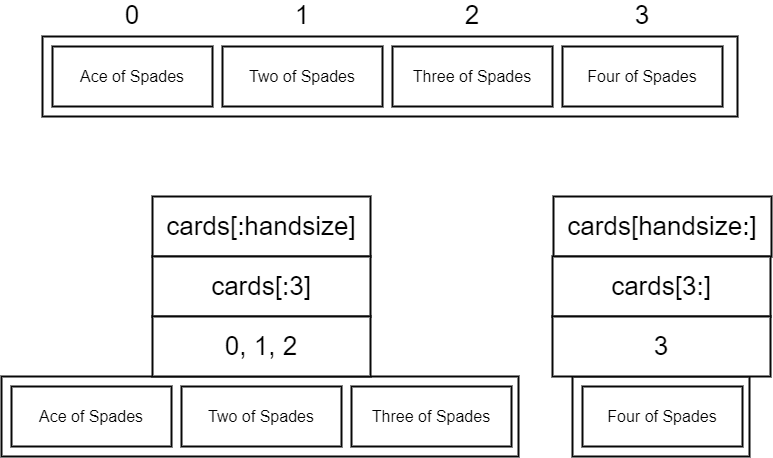 0 1 2 3
Ace of Spades Two of Spades Three of Spades Four of Spades
cards[:handsize] cards[handsize:]
cards[:3] cards[3:]
0, 1, 2 3
Ace of Spades Two of Spades Three of Spades Four of Spades